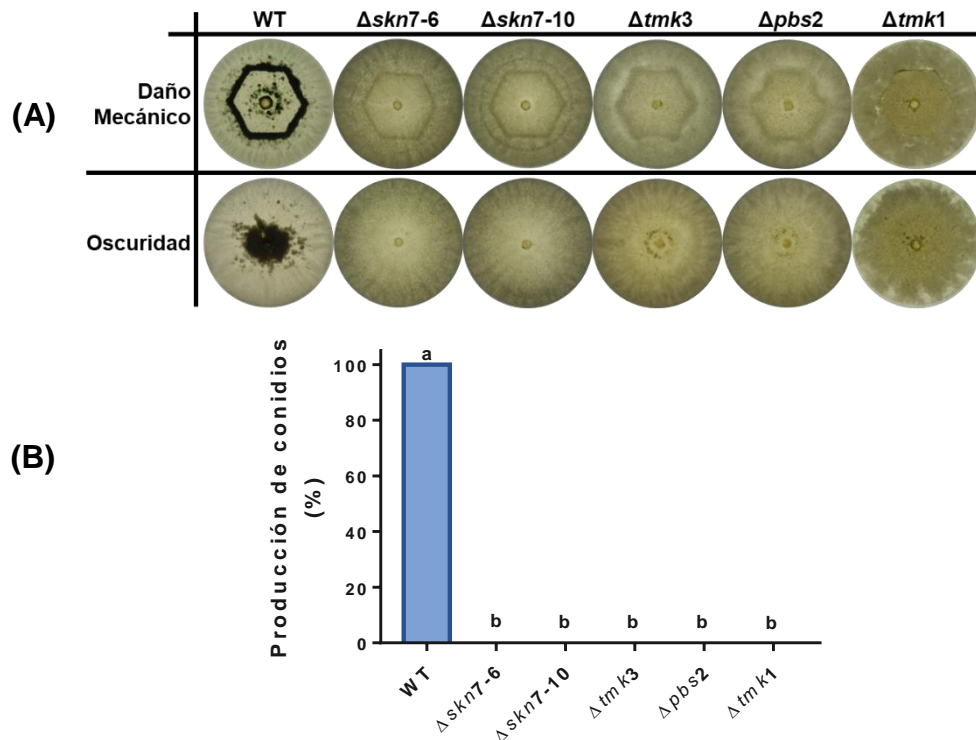 WT Δskn7-6 Δskn7-10 Δtmk3 Δpbs2 Δtmk1
(A)
Daño
Mecánico
Oscuridad
(B)
Producción de conidios
(%)
100
80
60
40
20
0
a
b b b b b
WT Δskn7-6 Δskn7-10 Δtmk3 Δpbs2 Δtmk1